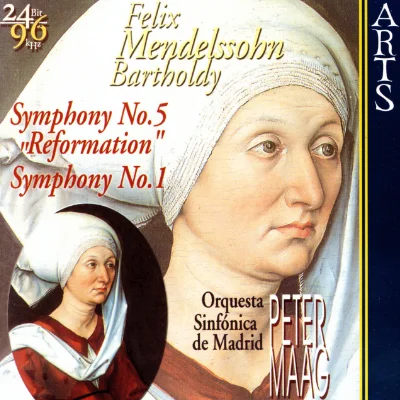 24 Bit
96 kHz
Felix
Mendelssohn
Bartholdy
ARTS
Symphony No.5
„Reformation"
Symphony No.1
Orquesta
Sinfónica
de Madrid
PETER
MAAG